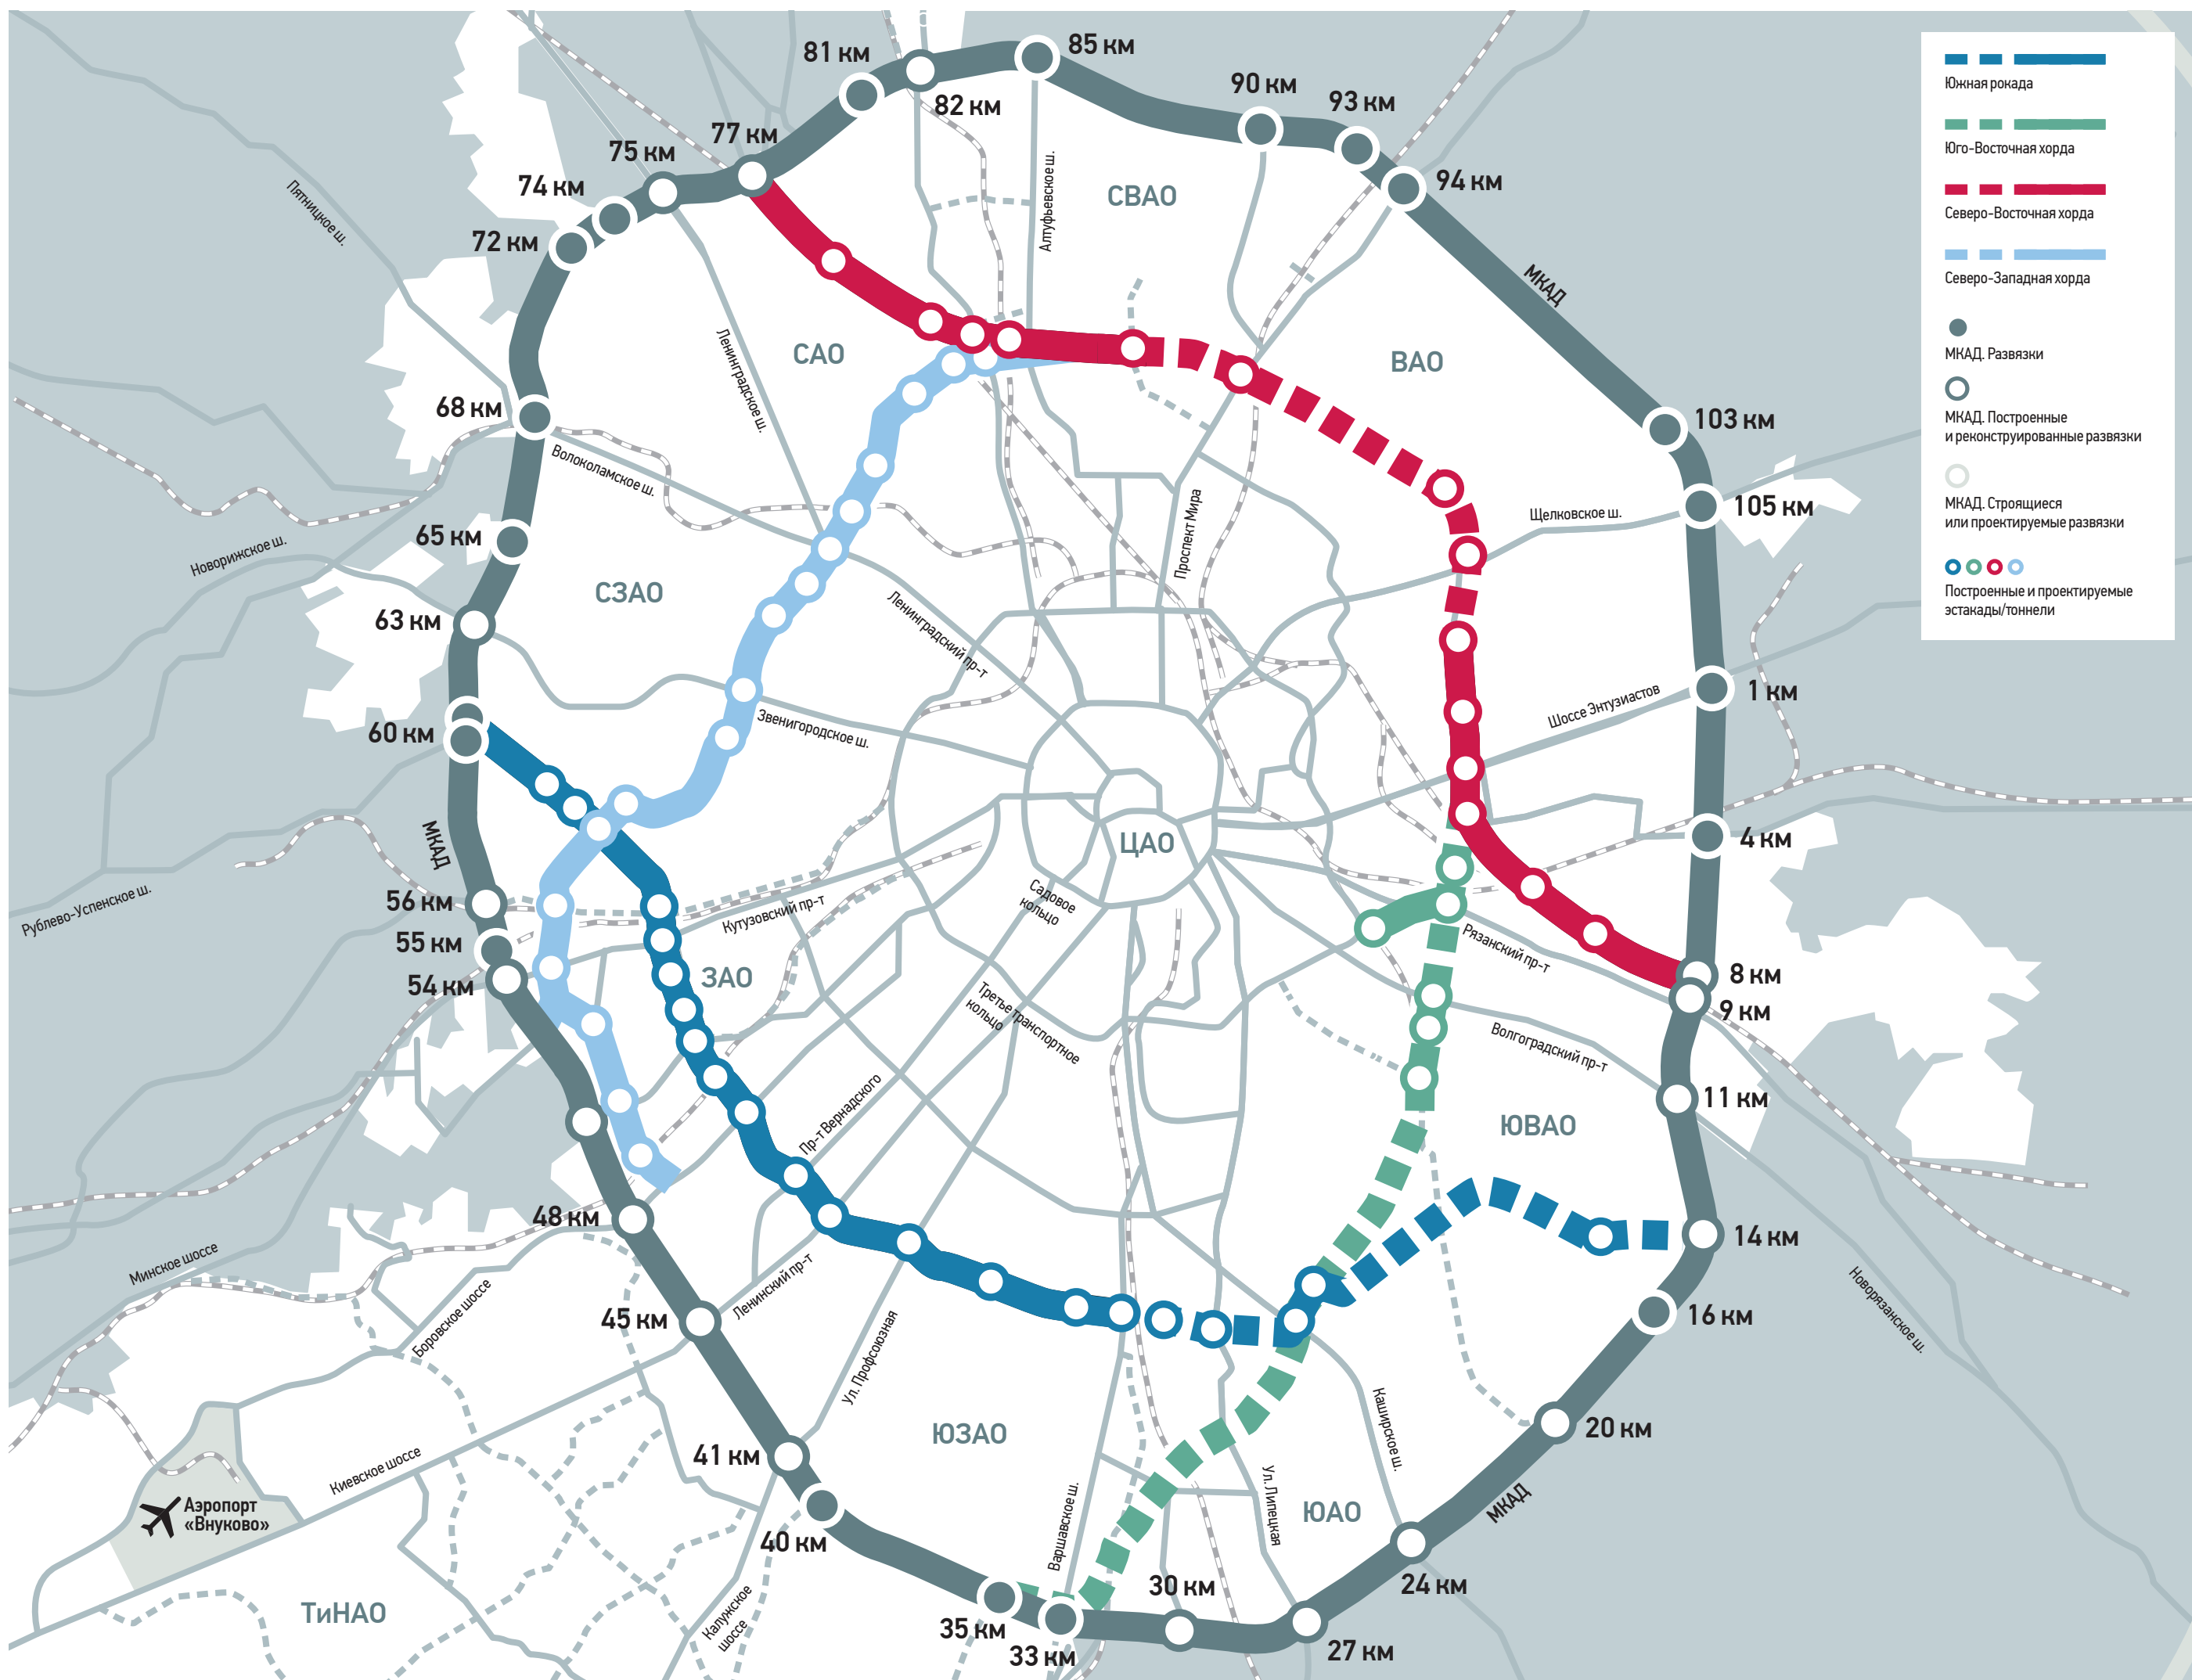 81 км
85 км
82 км
90 км
93 км
77 км
75 км
74 км
72 км
94 км
Пятницкое ш.
Алтуфьевское ш.
СВАО
МКАД
Ленинградское ш.
САО
ВАО
68 км
103 км
Волоколамское ш.
Проспект Мира
105 км
Щелковское ш.
65 км
Новорижское ш.
СЗАО
63 км
Ленинградский пр-т
1 км
Шоссе Энтузиастов
60 км
Звенигородское ш.
МКАД
ЦАО
4 км
56 км
Рублево-Успенское ш.
Кутузовский пр-т
Садовое
кольцо
55 км
Рязанский пр-т
54 км
ЗАО
8 км
9 км
Третье транспортное
кольцо
Волгоградский пр-т
11 км
Пр-т Вернадского
ЮВАО
48 км
14 км
Минское шоссе
Боровское шоссе
Ленинский пр-т
Новорязанское ш.
45 км
16 км
Ул. Профсоюзная
Каширское ш.
20 км
ЮЗАО
41 км
Киевское шоссе
Аэропорт
«Внуково»
Варшавское ш.
Ул. Липецкая
ЮАО
МКАД
40 км
24 км
30 км
ТиНАО
Калужское
шоссе
35 км
33 км
27 км
Южная рокада
Юго-Восточная хорда
Северо-Восточная хорда
Северо-Западная хорда
МКАД. Развязки
МКАД. Построенные
и реконструированные развязки
МКАД. Строящиеся
или проектируемые развязки
Построенные и проектируемые
эстакады/тоннели